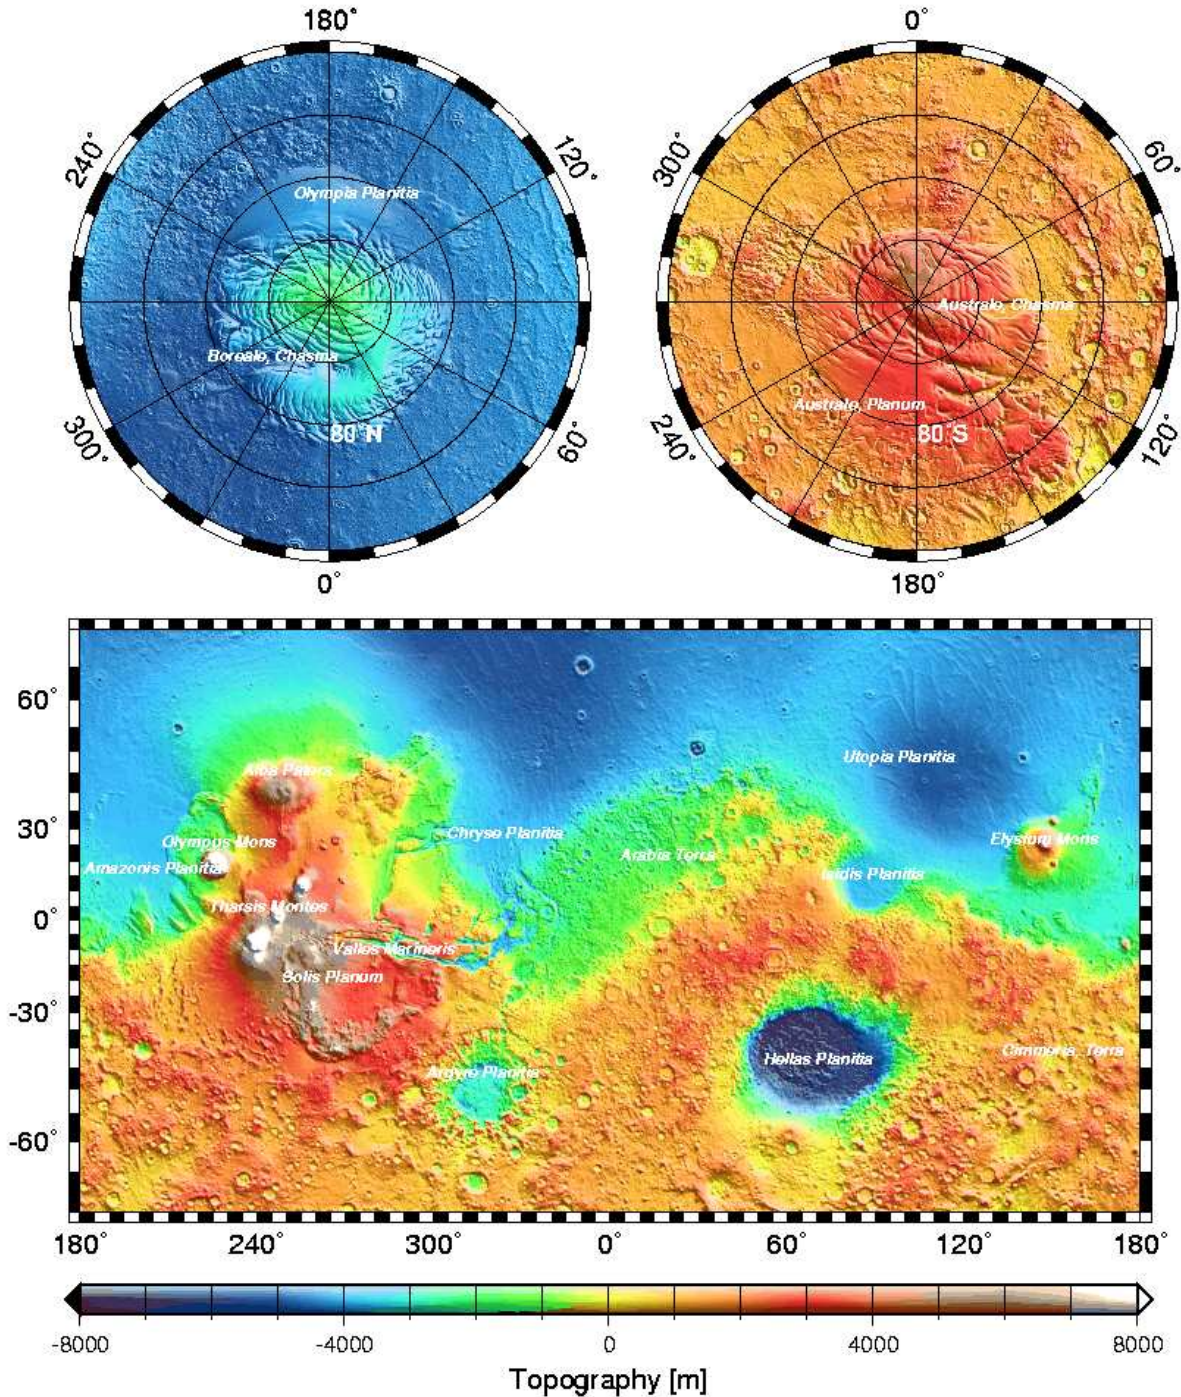 180° 0°
240° 120° 300° 60°
Olympia Planitia
Australe, Chasma
Boreale, Chasma
Australe, Planum
80°N 80°S
300° 60° 240° 120°
0° 180°
60°
Utopia Planitia
Alba Patera
30°
Chryse Planitia
Olympus Mons
Elysium Mons
Arabia Terra
Amazonis Planitia
Isidis Planitia
Tharsis Montes
0°
Valles Marineris
Solis Planum
-30°
Cimmeria, Terra
Hellas Planitia
Argyre Planitia
-60°
180° 240° 300° 0° 60° 120° 180°
-8000 -4000 0 4000 8000
Topography [m]